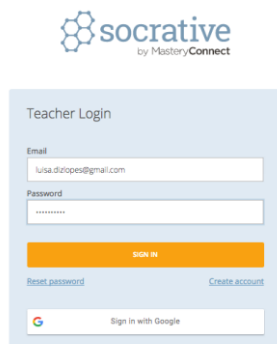 socrative
by MasteryConnect
Teacher Login
Email
luisa.dizlopes@gmail.com
Password
••••••••••
SIGN IN
Reset password Create account
Sign in with Google